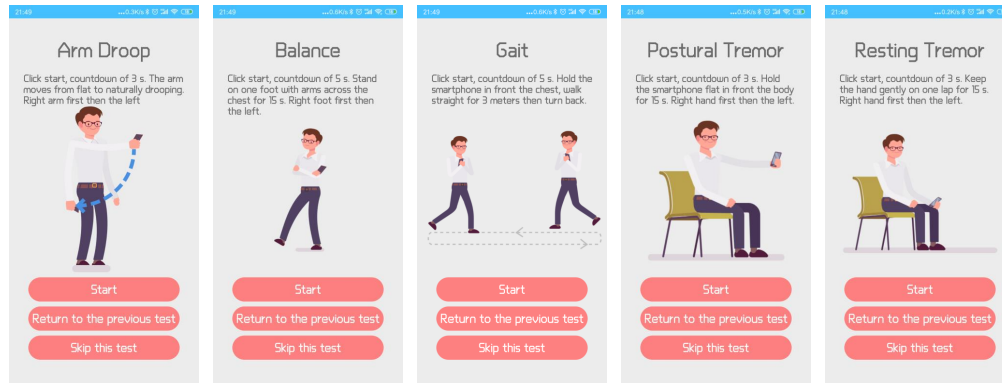 21:49
...0.3K/s
Arm Droop
Click start, countdown of 3 s. The arm
moves from flat to naturally drooping.
Right arm first then the left
Start
Return to the previous test
Skip this test
21:49
...0.6K/s
Balance
Click start, countdown of 5 s. Stand
on one foot with arms across the
chest for 15 s. Right foot first then
the left.
Start
Return to the previous test
Skip this test
21:49
...0.6K/s
Gait
Click start, countdown of 5 s. Hold the
smartphone in front the chest, walk
straight for 3 meters then turn back.
Start
Return to the previous test
Skip this test
21:48
Postural Tremor
Click start, countdown of 3 s. Hold
the smartphone flat in front the body
for 15 s. Right hand first then the left.
Start
Return to the previous test
Skip this test
21:48
Resting Tremor
Click start, countdown of 3 s. Keep
the hand gently on one lap for 15 s.
Right hand first then the left.
Start
Return to the previous test
Skip this test